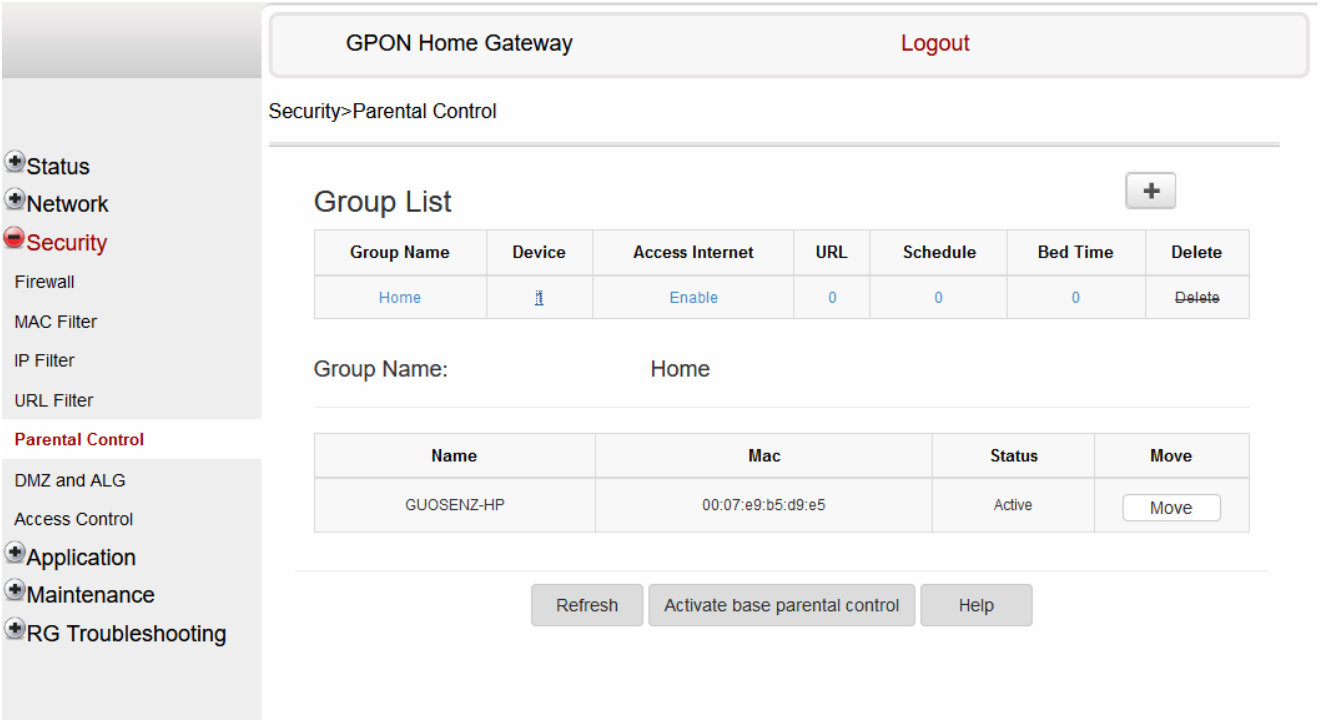 GPON Home Gateway Logout
Security>Parental Control
Status
Network
Security
Firewall
MAC Filter
IP Filter
URL Filter
Parental Control
DMZ and ALG
Access Control
Application
Maintenance
RG Troubleshooting
Group List
Group Name Device Access Internet URL Schedule Bed Time Delete
Home 1 Enable 0 0 0 Delete
Group Name: Home
Name Mac Status Move
GUOSENZ-HP 00:07:e9:b5:d9:e5 Active Move
Refresh Activate base parental control Help